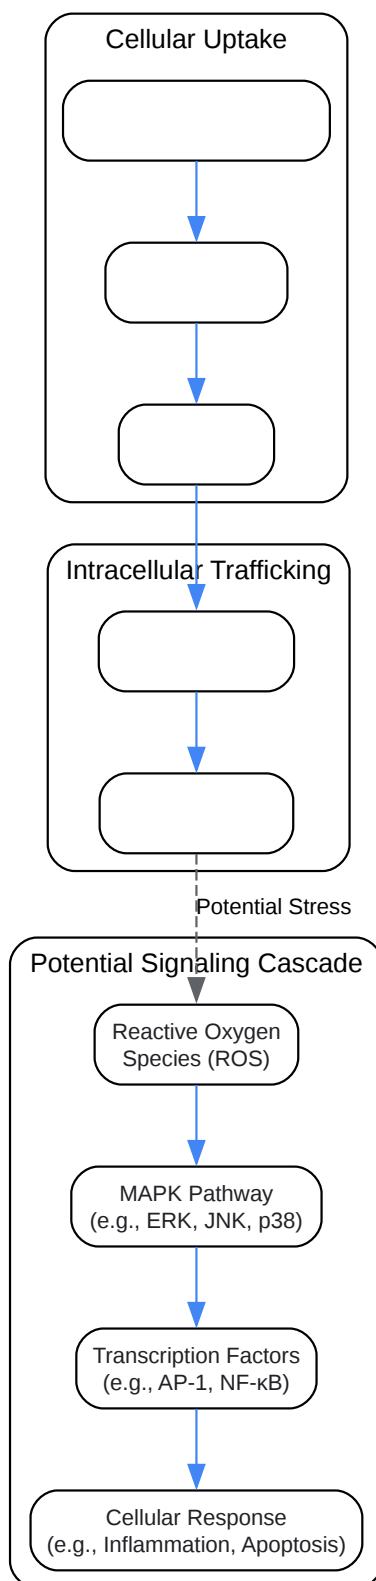 Cellular Uptake
Intracellular Trafficking
Potential Stress
Potential Signaling Cascade
Reactive Oxygen
Species (ROS)
MAPK Pathway
(e.g., ERK, JNK, p38)
Transcription Factors
(e.g., AP-1, NF-κB)
Cellular Response
(e.g., Inflammation, Apoptosis)